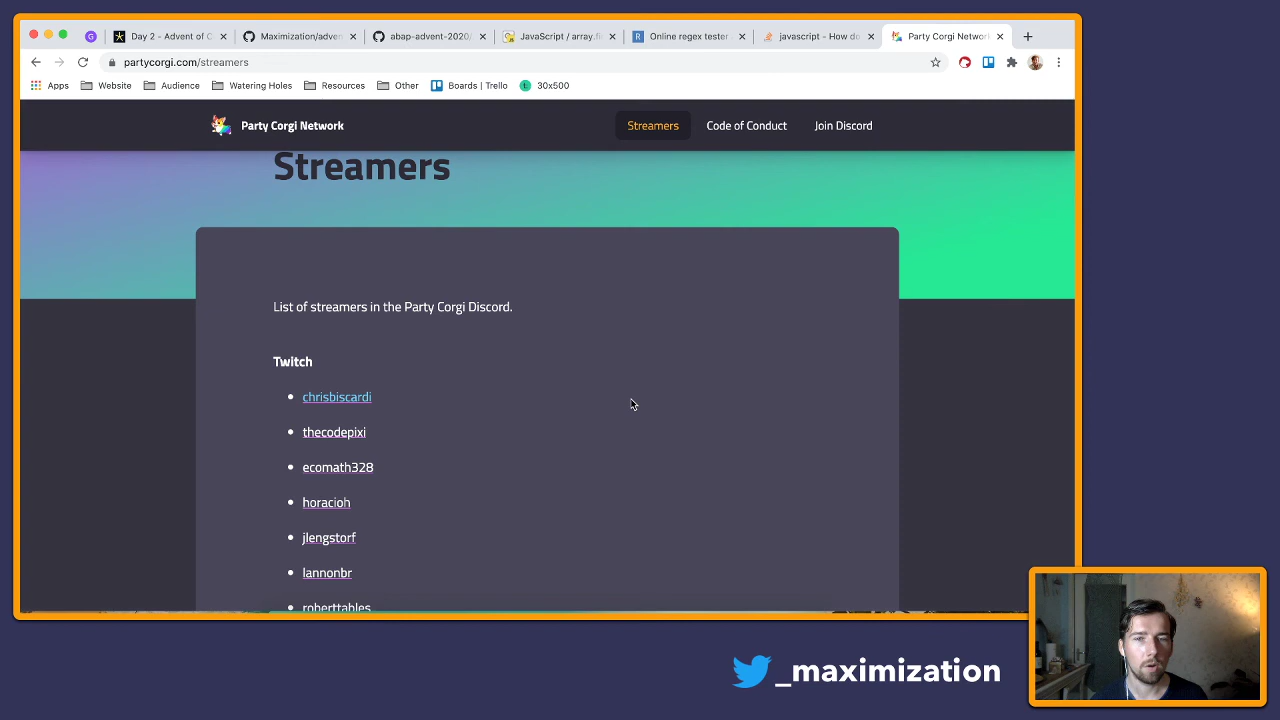 Day 2 - Advent of C
Maximization/adven
abap-advent-2020/
JavaScript / array.fi
Online regex tester
javascript - How do
Party Corgi Network
partycorgi.com/streamers
Apps
Website
Audience
Watering Holes
Resources
Other
Boards | Trello
30x500
Party Corgi Network
Streamers
Code of Conduct
Join Discord
Streamers
List of streamers in the Party Corgi Discord.
Twitch
chrisbiscardi
thecodepixi
ecomath328
horacioh
jlengstorf
lannonbr
roberttables
_maximization